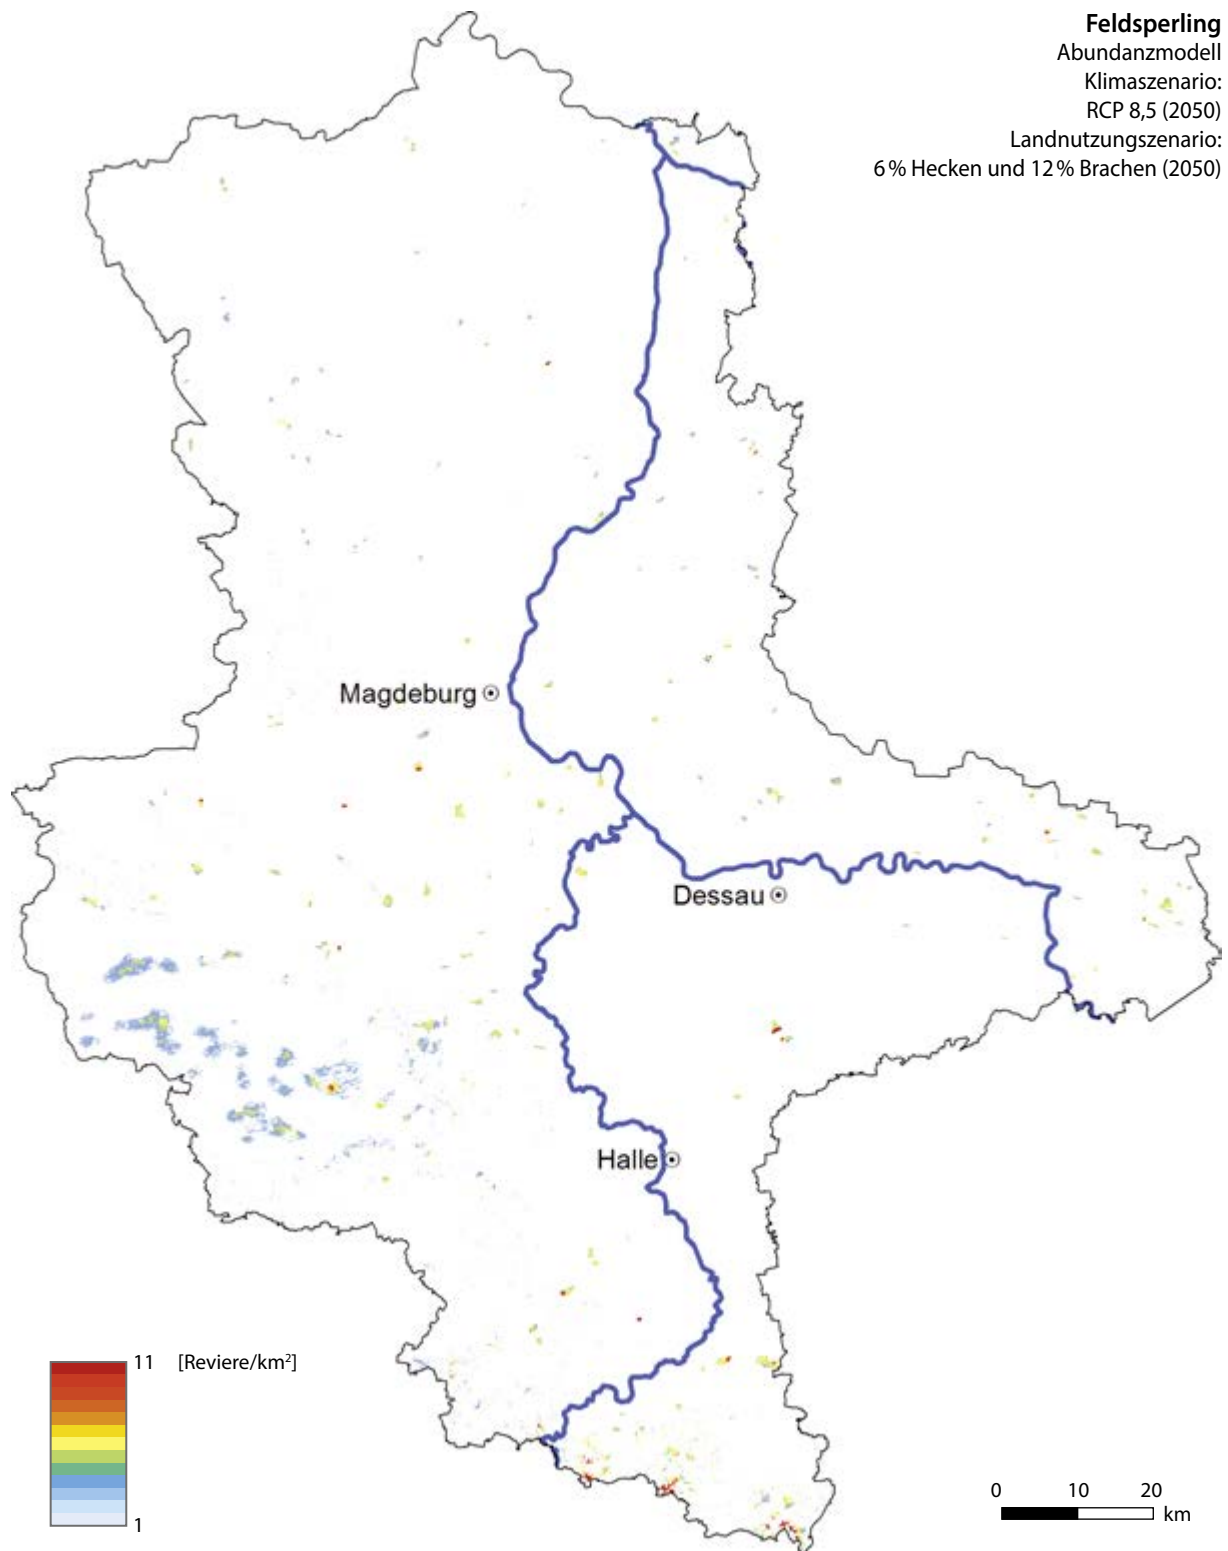 Feldsperling
Abundanzmodell
Klimaszenario:
RCP 8,5 (2050)
Landnutzungszenario:
6 % Hecken und 12 % Brachen (2050)
Magdeburg
Dessau
Halle
11 [Reviere/km²]
1
0 10 20
km